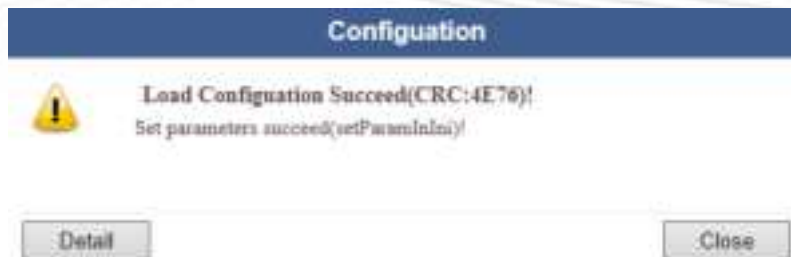 Configuation
Load Configuation Succeed(CRC:4E76)!
Set parameters succeed(setParamInIni)!
Detail
Close